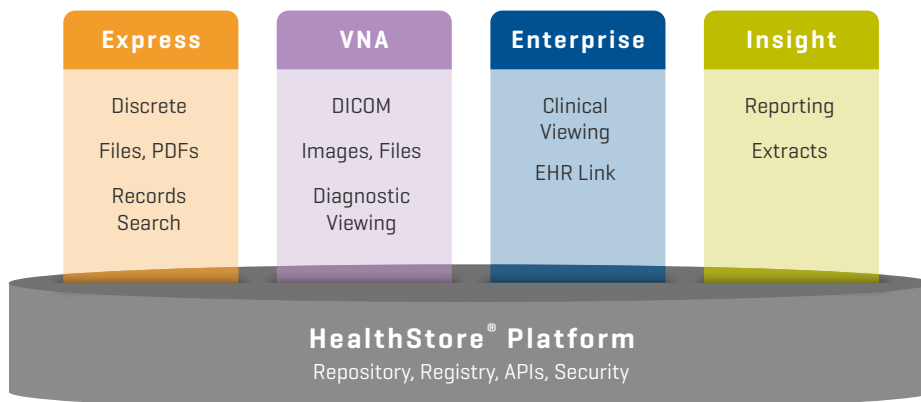 Express
Discrete
Files, PDFs
Records
Search
VNA
DICOM
Images, Files
Diagnostic
Viewing
Enterprise
Clinical
Viewing
EHR Link
Insight
Reporting
Extracts
HealthStore® Platform
Repository, Registry, APIs, Security